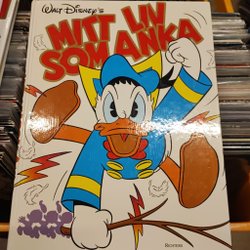 WALT DISNEY'S
MITT LIV
SOM ANKA
RICHTERS